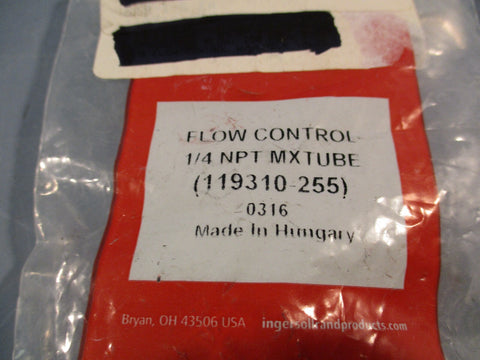 FLOW CONTROL
1/4 NPT MXTUBE
(119310-255)
0316
Made In Hungary
Bryan, OH 43506 USA ingersollrandproducts.com